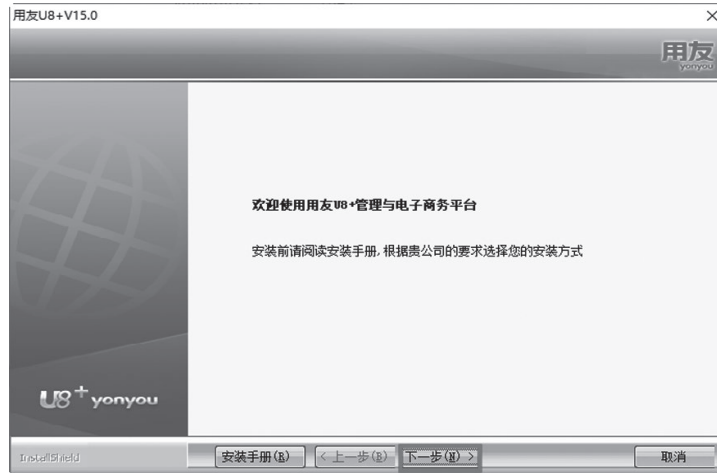 用友U8+V15.0
用友
yonyou
欢迎使用用友U8+管理与电子商务平台
安装前请阅读安装手册,根据贵公司的要求选择您的安装方式
U8+ yonyou
InstallShield
安装手册(R) < 上一步(B) 下一步(N) > 取消